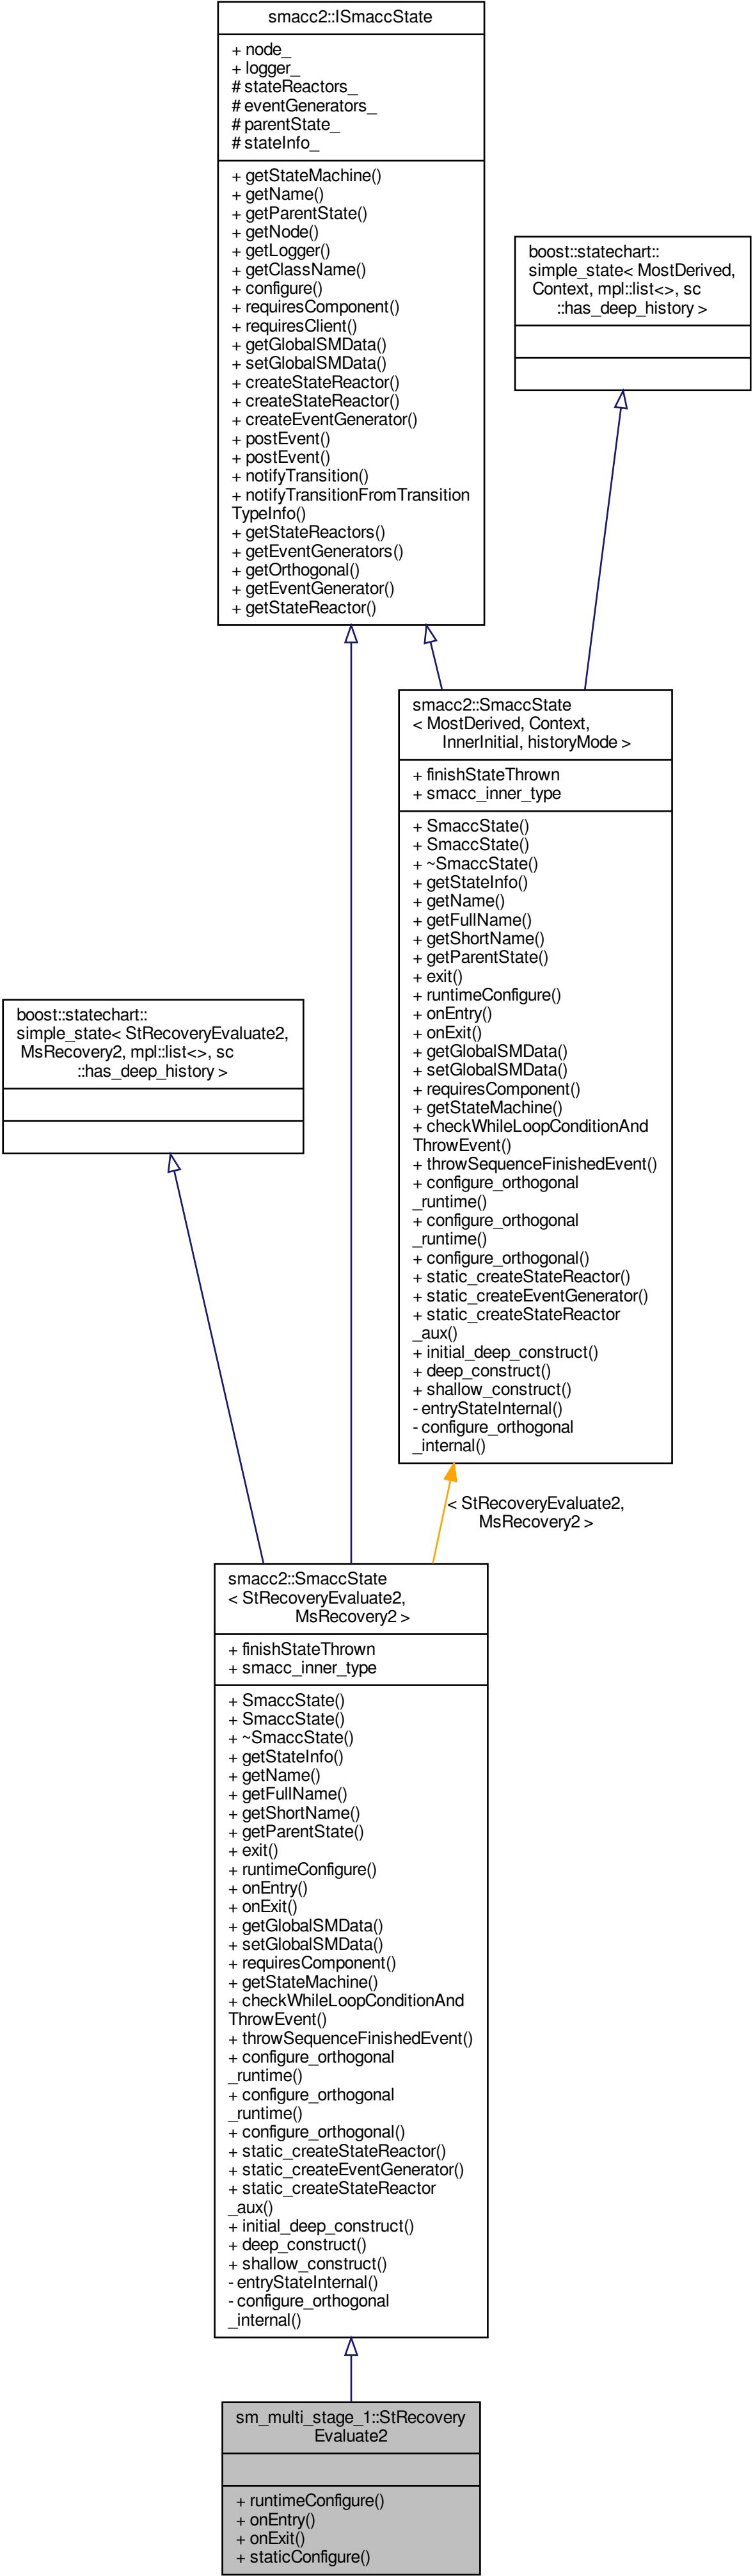 smacc2::ISmaccState
+ node_
+ logger_
# stateReactors_
# eventGenerators_
# parentState_
# stateInfo_
+ getStateMachine()
+ getName()
+ getParentState()
+ getNode()
+ getLogger()
+ getClassName()
+ configure()
+ requiresComponent()
+ requiresClient()
+ getGlobalSMData()
+ setGlobalSMData()
+ createStateReactor()
+ createStateReactor()
+ createEventGenerator()
+ postEvent()
+ postEvent()
+ notifyTransition()
+ notifyTransitionFromTransition
TypeInfo()
+ getStateReactors()
+ getEventGenerators()
+ getOrthogonal()
+ getEventGenerator()
+ getStateReactor()
boost::statechart::
simple_state< MostDerived,
Context, mpl::list<>, sc
::has_deep_history >
smacc2::SmaccState
< MostDerived, Context,
InnerInitial, historyMode >
+ finishStateThrown
+ smacc_inner_type
+ SmaccState()
+ SmaccState()
+ ~SmaccState()
+ getStateInfo()
+ getName()
+ getFullName()
+ getShortName()
+ getParentState()
+ exit()
+ runtimeConfigure()
+ onEntry()
+ onExit()
+ getGlobalSMData()
+ setGlobalSMData()
+ requiresComponent()
+ getStateMachine()
+ checkWhileLoopConditionAnd
ThrowEvent()
+ throwSequenceFinishedEvent()
+ configure_orthogonal
_runtime()
+ configure_orthogonal
_runtime()
+ configure_orthogonal()
+ static_createStateReactor()
+ static_createEventGenerator()
+ static_createStateReactor
_aux()
+ initial_deep_construct()
+ deep_construct()
+ shallow_construct()
- entryStateInternal()
- configure_orthogonal
_internal()
boost::statechart::
simple_state< StRecoveryEvaluate2,
MsRecovery2, mpl::list<>, sc
::has_deep_history >
< StRecoveryEvaluate2,
MsRecovery2 >
smacc2::SmaccState
< StRecoveryEvaluate2,
MsRecovery2 >
+ finishStateThrown
+ smacc_inner_type
+ SmaccState()
+ SmaccState()
+ ~SmaccState()
+ getStateInfo()
+ getName()
+ getFullName()
+ getShortName()
+ getParentState()
+ exit()
+ runtimeConfigure()
+ onEntry()
+ onExit()
+ getGlobalSMData()
+ setGlobalSMData()
+ requiresComponent()
+ getStateMachine()
+ checkWhileLoopConditionAnd
ThrowEvent()
+ throwSequenceFinishedEvent()
+ configure_orthogonal
_runtime()
+ configure_orthogonal
_runtime()
+ configure_orthogonal()
+ static_createStateReactor()
+ static_createEventGenerator()
+ static_createStateReactor
_aux()
+ initial_deep_construct()
+ deep_construct()
+ shallow_construct()
- entryStateInternal()
- configure_orthogonal
_internal()
sm_multi_stage_1::StRecovery
Evaluate2
+ runtimeConfigure()
+ onEntry()
+ onExit()
+ staticConfigure()